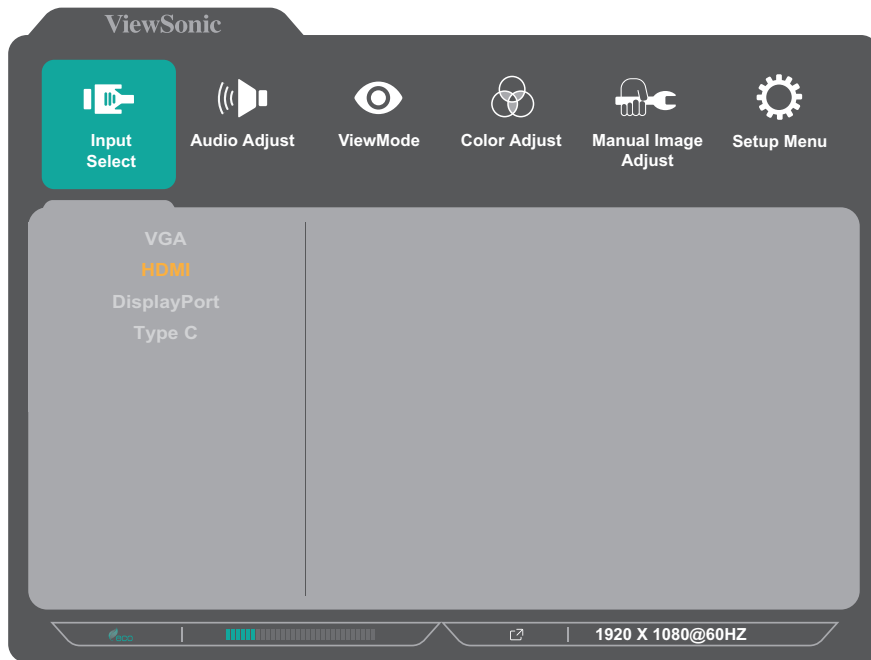 ViewSonic
Input
Select
Audio Adjust
ViewMode
Color Adjust
Manual Image
Adjust
Setup Menu
VGA
HDMI
DisplayPort
Type C
eco
1920 X 1080@60HZ